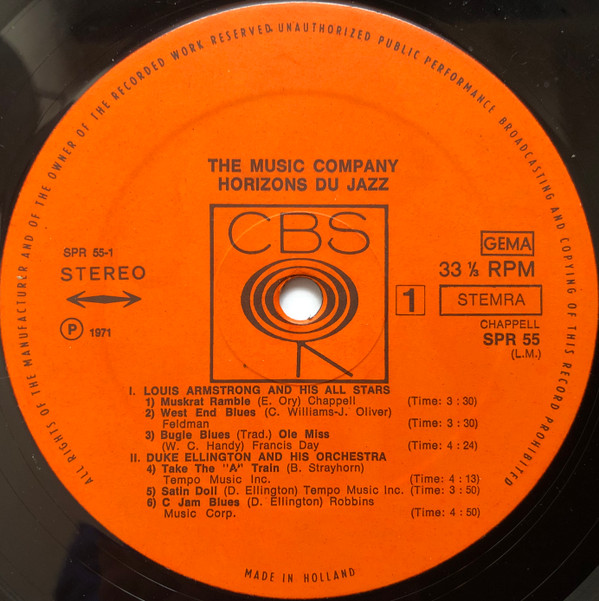 ALL RIGHTS OF THE MANUFACTURER AND OF THE OWNER OF THE RECORDED WORK RESERVED. UNAUTHORIZED PUBLIC PERFORMANCE BROADCASTING AND COPYING OF THIS RECORD PROHIBITED
THE MUSIC COMPANY
HORIZONS DU JAZZ
CBS
SPR 55-1
STEREO
P 1971
GEMA
33 ⅓ RPM
1 STEMRA
CHAPPELL
SPR 55
(L.M.)
I. LOUIS ARMSTRONG AND HIS ALL STARS
1) Muskrat Ramble (E. Ory) Chappell (Time: 3 : 30)
2) West End Blues (C. Williams-J. Oliver)
Feldman (Time: 3 : 30)
3) Bugle Blues (Trad.) Ole Miss
(W. C. Handy) Francis Day (Time: 4 : 24)
II. DUKE ELLINGTON AND HIS ORCHESTRA
4) Take The "A" Train (B. Strayhorn)
Tempo Music Inc. (Time: 4 : 13)
5) Satin Doll (D. Ellington) Tempo Music Inc. (Time: 3 : 50)
6) C Jam Blues (D. Ellington) Robbins
Music Corp. (Time: 4 : 50)
MADE IN HOLLAND